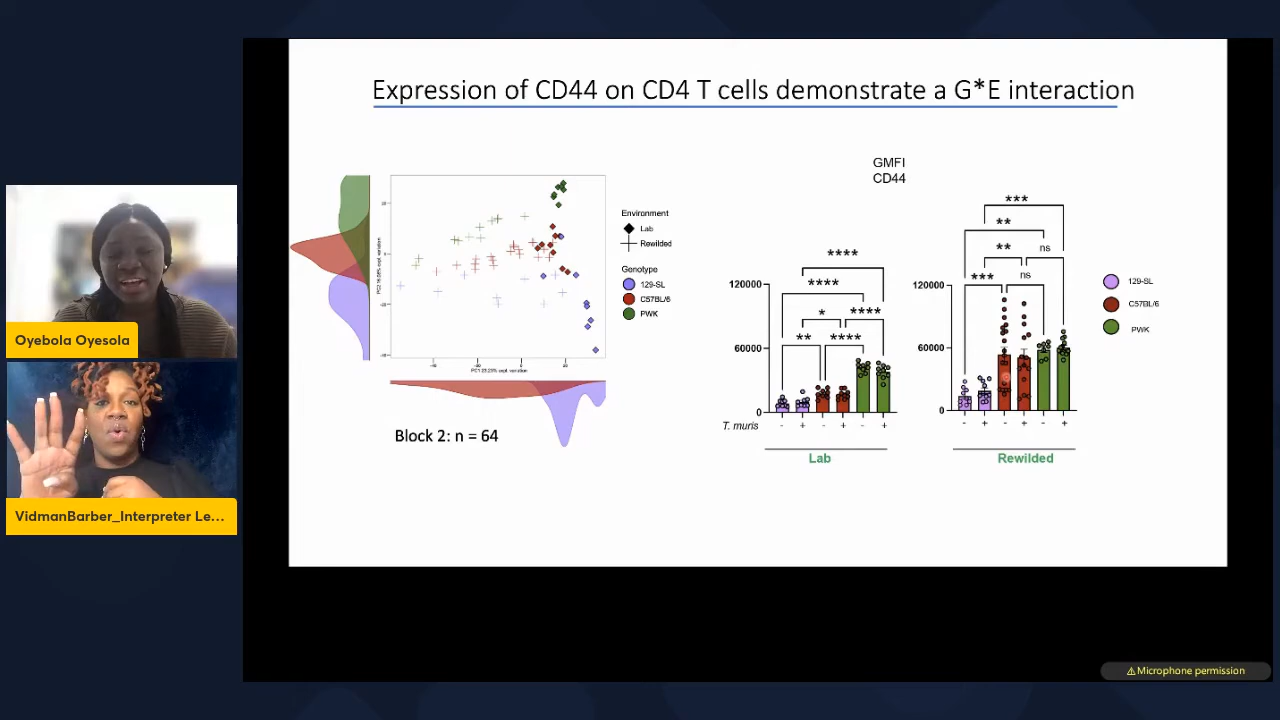 Expression of CD44 on CD4 T cells demonstrate a G*E interaction
Environment
Lab
Rewilded
Genotype
129-SL
C57BL/6
PWK
Block 2: n = 64
GMFI
CD44
****
****
*
****
**
****
120000
60000
0
T. muris
- + - + - +
Lab
***
**
**
ns
***
ns
120000
60000
0
- + - + - +
Rewilded
129-SL
C57BL/6
PWK
Oyebola Oyesola
VidmanBarber_Interpreter Le...
Microphone permission